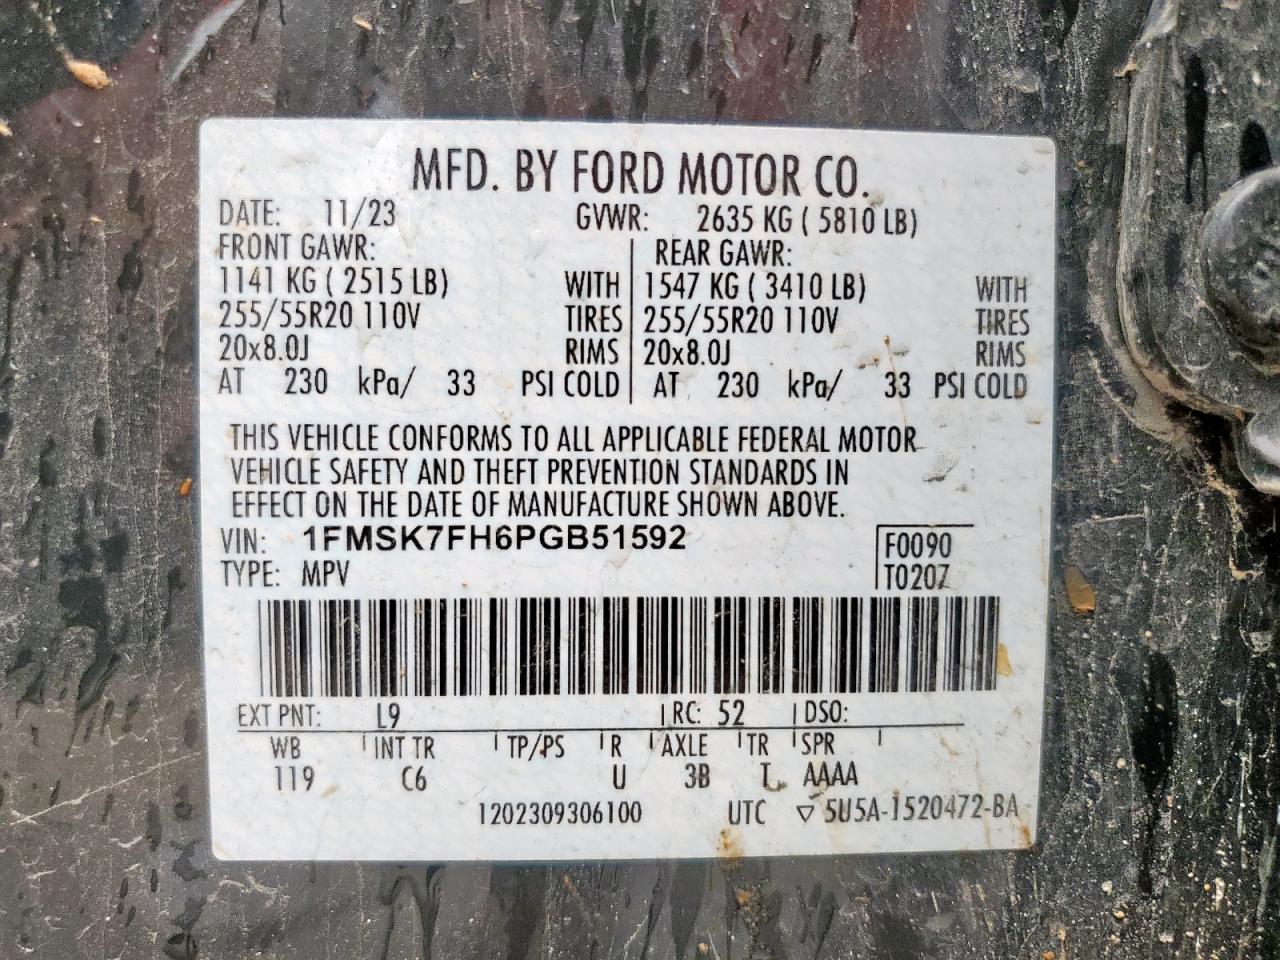 MFD. BY FORD MOTOR CO.
DATE: 11/23 GVWR: 2635 KG ( 5810 LB)
FRONT GAWR: REAR GAWR:
1141 KG ( 2515 LB) WITH 1547 KG ( 3410 LB) WITH
255/55R20 110V TIRES 255/55R20 110V TIRES
20x8.0J RIMS 20x8.0J RIMS
AT 230 kPa/ 33 PSI COLD AT 230 kPa/ 33 PSI COLD
THIS VEHICLE CONFORMS TO ALL APPLICABLE FEDERAL MOTOR
VEHICLE SAFETY AND THEFT PREVENTION STANDARDS IN
EFFECT ON THE DATE OF MANUFACTURE SHOWN ABOVE.
VIN: 1FMSK7FH6PGB51592 F0090
TYPE: MPV T0207
EXT PNT: L9 RC: 52 DSO:
WB INT TR TP/PS R AXLE TR SPR
119 C6 U 3B T AAAA
1202309306100 UTC ▽ 5U5A-1520472-BA